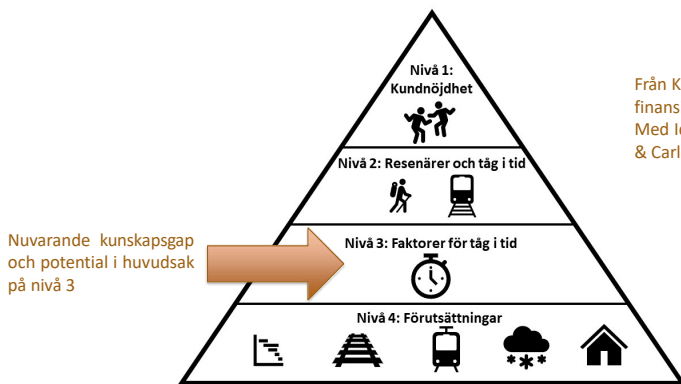 Nivå 1:
Kundnöjdhet
Från K
finans
Med Id
& Carl
Nivå 2: Resenärer och tåg i tid
Nuvarande kunskapsgap
och potential i huvudsak
på nivå 3
Nivå 3: Faktorer för tåg i tid
Nivå 4: Förutsättningar